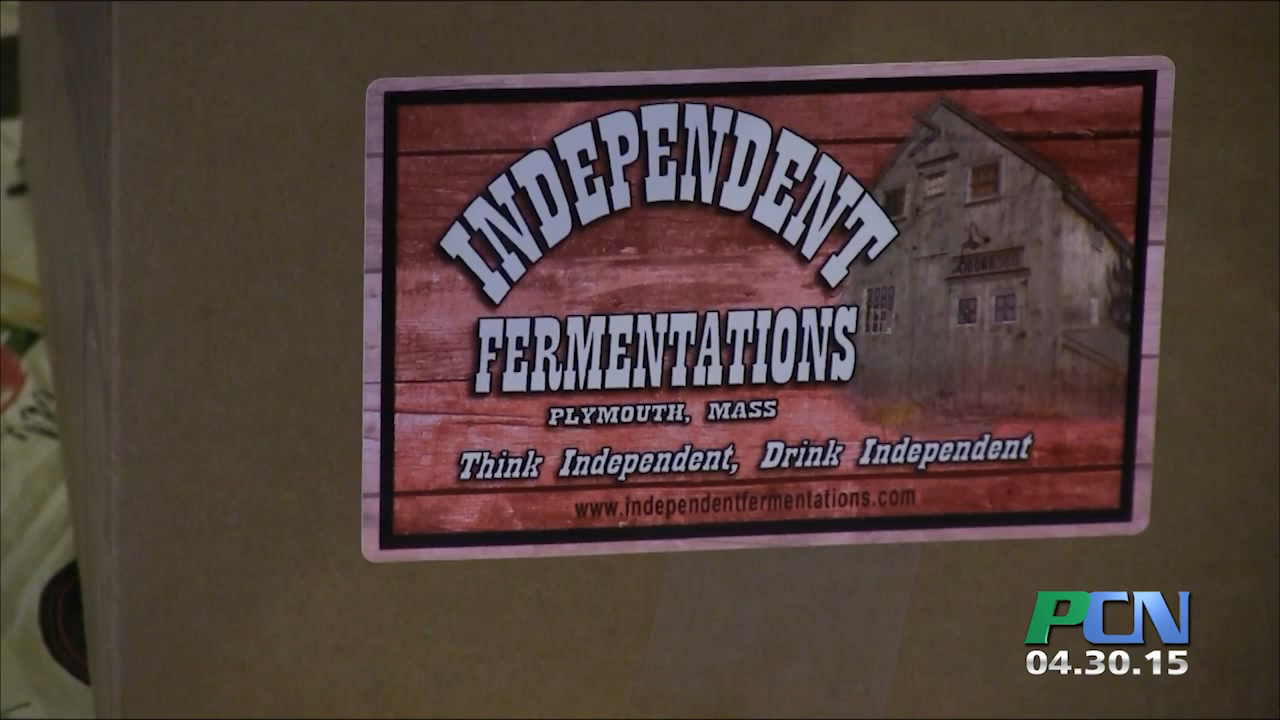 INDEPENDENT
FERMENTATIONS
PLYMOUTH, MASS
Think Independent, Drink Independent
www.independentfermentations.com
PCN
04.30.15